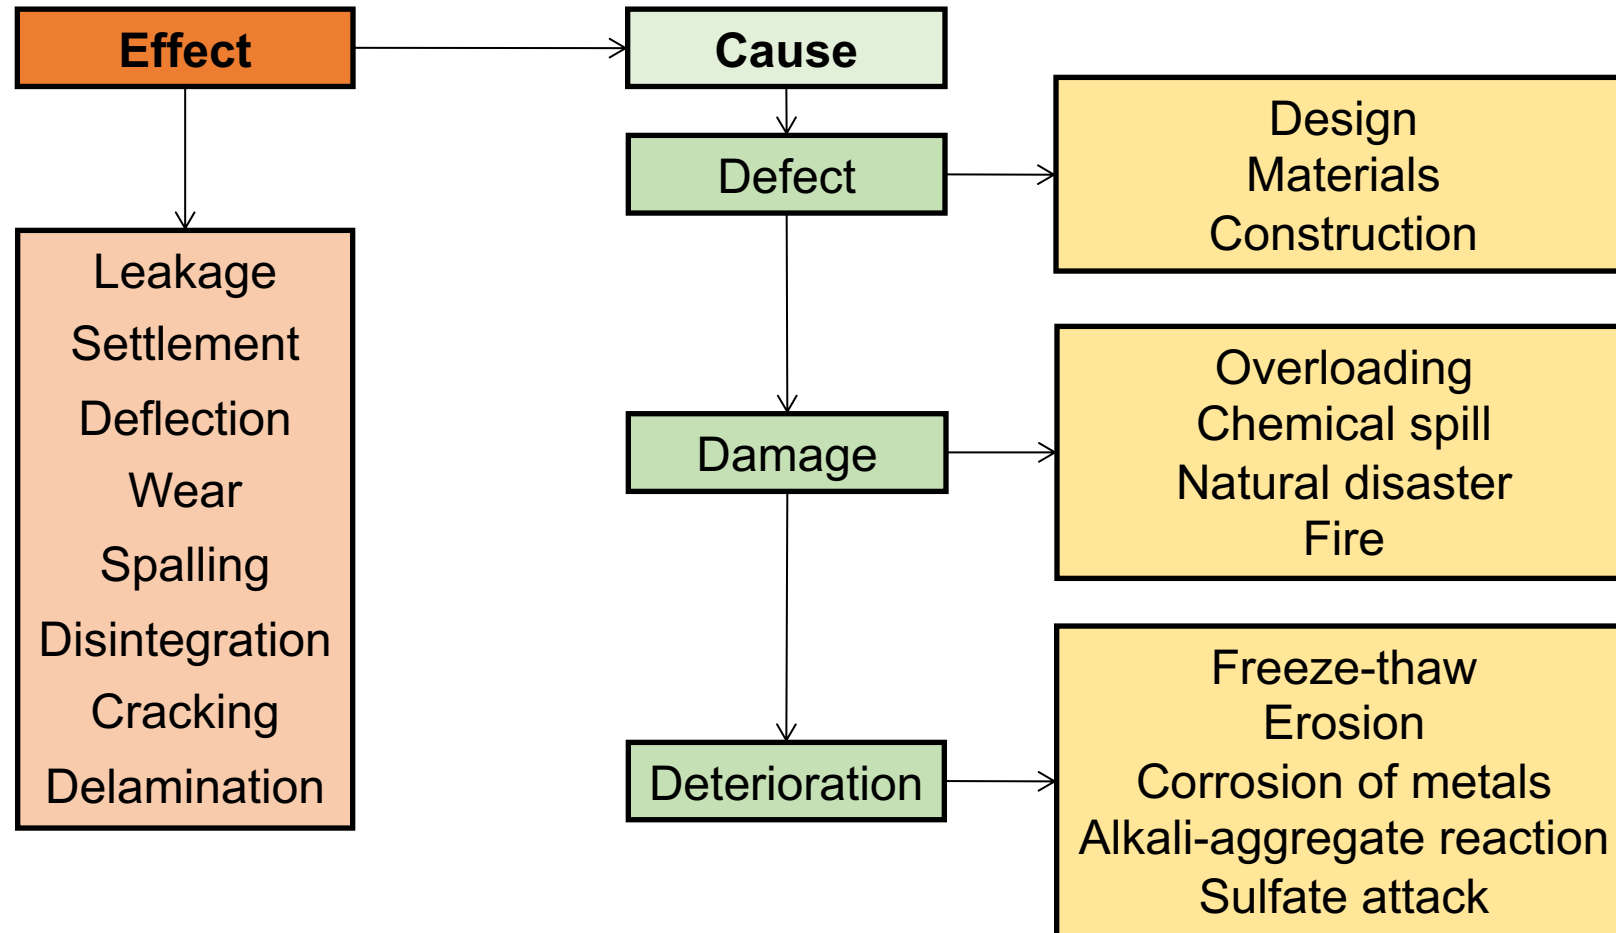 Effect
Cause
Leakage
Settlement
Deflection
Wear
Spalling
Disintegration
Cracking
Delamination
Defect
Design
Materials
Construction
Damage
Overloading
Chemical spill
Natural disaster
Fire
Deterioration
Freeze-thaw
Erosion
Corrosion of metals
Alkali-aggregate reaction
Sulfate attack